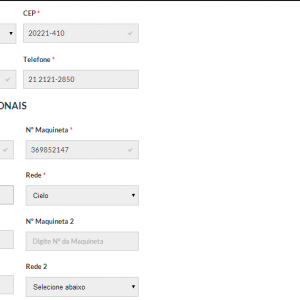 CEP *
20221-410
Telefone *
21 2121-2850
ONAIS
Nº Maquineta *
369852147
Rede *
Cielo
Nº Maquineta 2
Digite Nº da Maquineta
Rede 2
Selecione abaixo